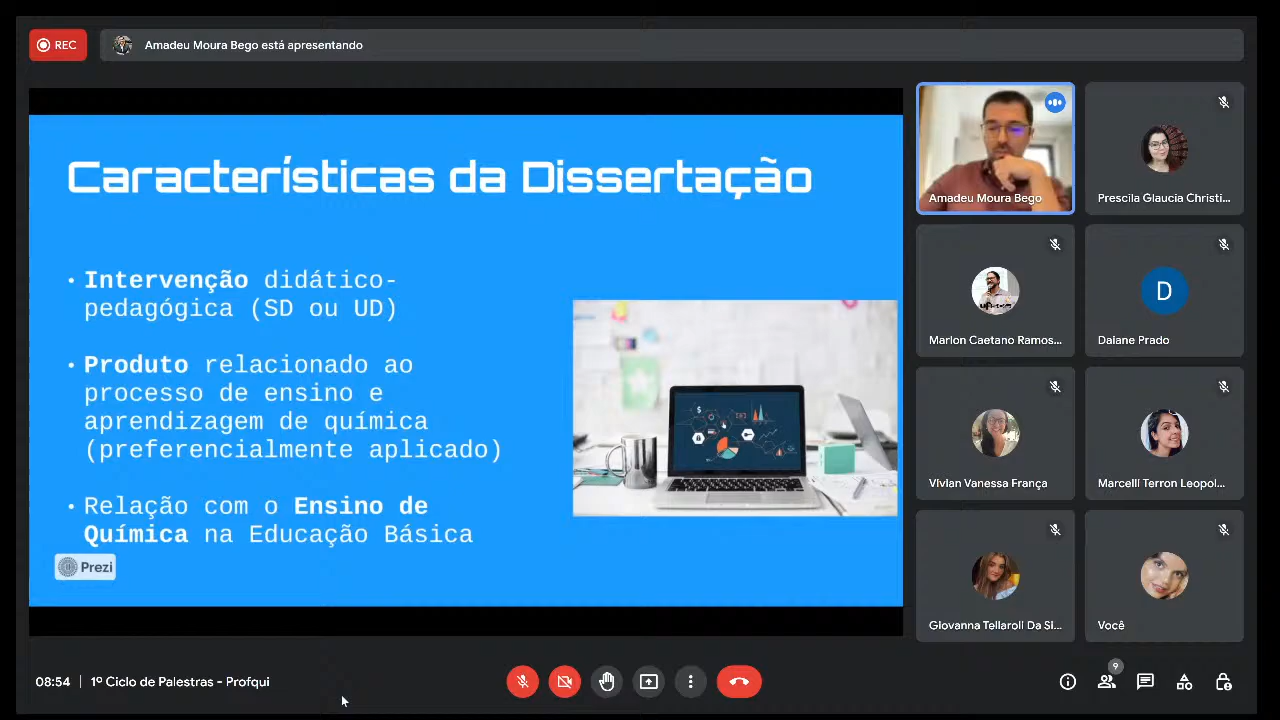 REC
Amadeu Moura Bego está apresentando
Características da Dissertação
• Intervenção didático-
pedagógica (SD ou UD)
• Produto relacionado ao
processo de ensino e
aprendizagem de química
(preferencialmente aplicado)
• Relação com o Ensino de
Química na Educação Básica
Prezi
Amadeu Moura Bego
Prescila Glaucia Christi...
Marlon Caetano Ramos...
D
Daiane Prado
Vivian Vanessa França
Marcelli Terron Leopol...
Giovanna Tellaroli Da Si...
Você
08:54 | 1º Ciclo de Palestras - Profqui
9